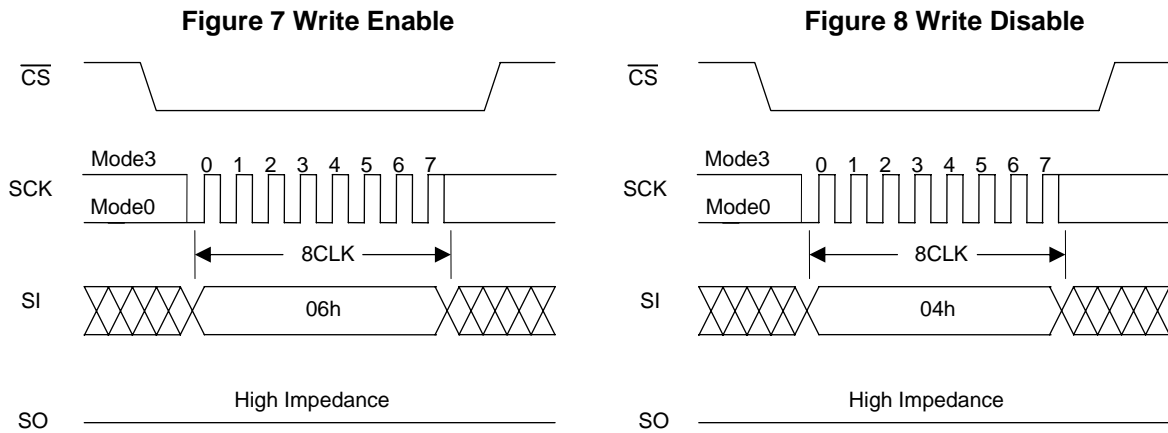 Figure 7 Write Enable
CS
Mode3
0 1 2 3 4 5 6 7
SCK
Mode0
8CLK
SI
06h
High Impedance
SO
Figure 8 Write Disable
CS
Mode3
0 1 2 3 4 5 6 7
SCK
Mode0
8CLK
SI
04h
High Impedance
SO